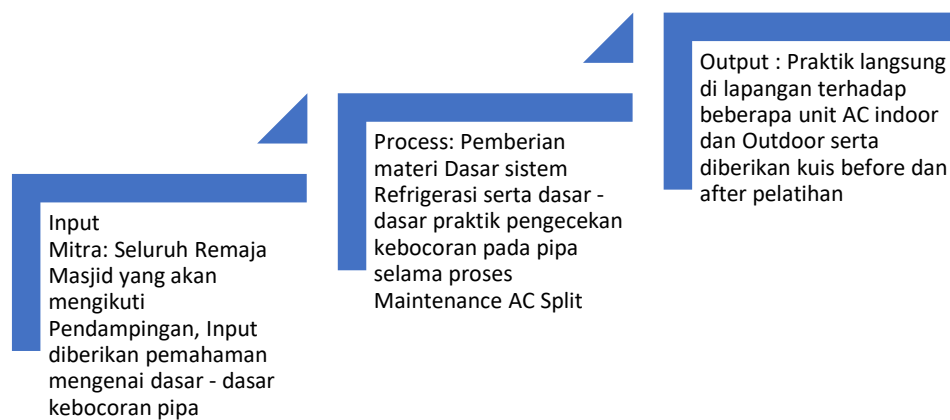 Input
Mitra: Seluruh Remaja
Masjid yang akan
mengikuti
Pendampingan, Input
diberikan pemahaman
mengenai dasar - dasar
kebocoran pipa
Process: Pemberian
materi Dasar sistem
Refrigerasi serta dasar -
dasar praktik pengecekan
kebocoran pada pipa
selama proses
Maintenance AC Split
Output : Praktik langsung
di lapangan terhadap
beberapa unit AC indoor
dan Outdoor serta
diberikan kuis before dan
after pelatihan